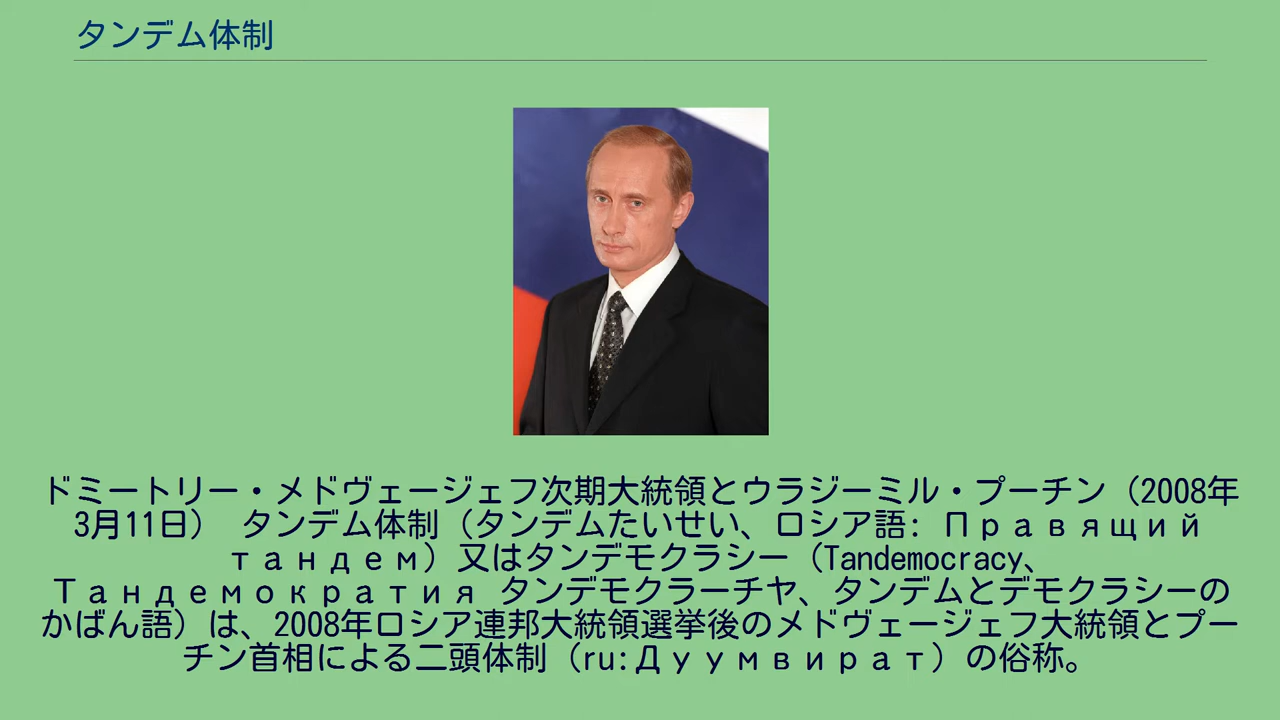 タンデム体制
ドミートリー・メドヴェージェフ次期大統領とウラジーミル・プーチン（2008年
3月11日） タンデム体制（タンデムたいせい、ロシア語: Правящий
тандем）又はタンデモクラシー（Tandemocracy、
Тандемократия タンデモクラーチヤ、タンデムとデモクラシーの
かばん語）は、2008年ロシア連邦大統領選挙後のメドヴェージェフ大統領とプー
チン首相による二頭体制（ru:Дуумвират）の俗称。